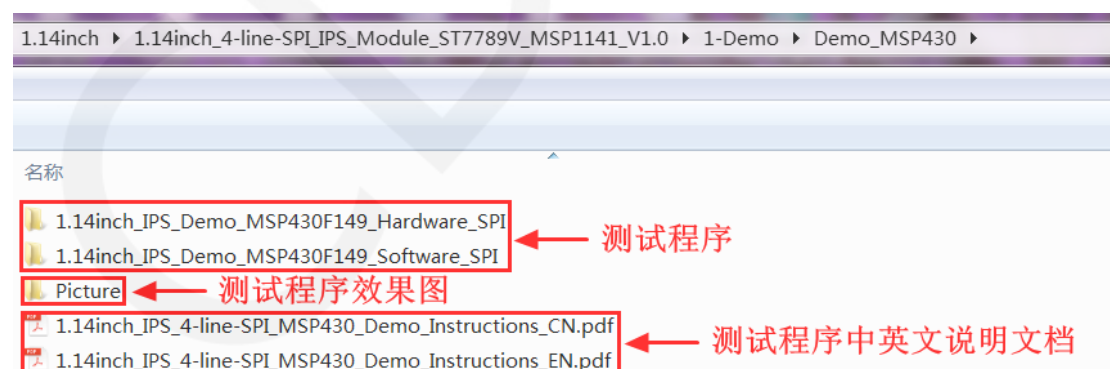 1.14inch ▸ 1.14inch_4-line-SPI_IPS_Module_ST7789V_MSP1141_V1.0 ▸ 1-Demo ▸ Demo_MSP430 ▸
名称
1.14inch_IPS_Demo_MSP430F149_Hardware_SPI
测试程序
1.14inch_IPS_Demo_MSP430F149_Software_SPI
Picture 测试程序效果图
1.14inch_IPS_4-line-SPI_MSP430_Demo_Instructions_CN.pdf
测试程序中英文说明文档
1.14inch_IPS_4-line-SPI_MSP430_Demo_Instructions_EN.pdf